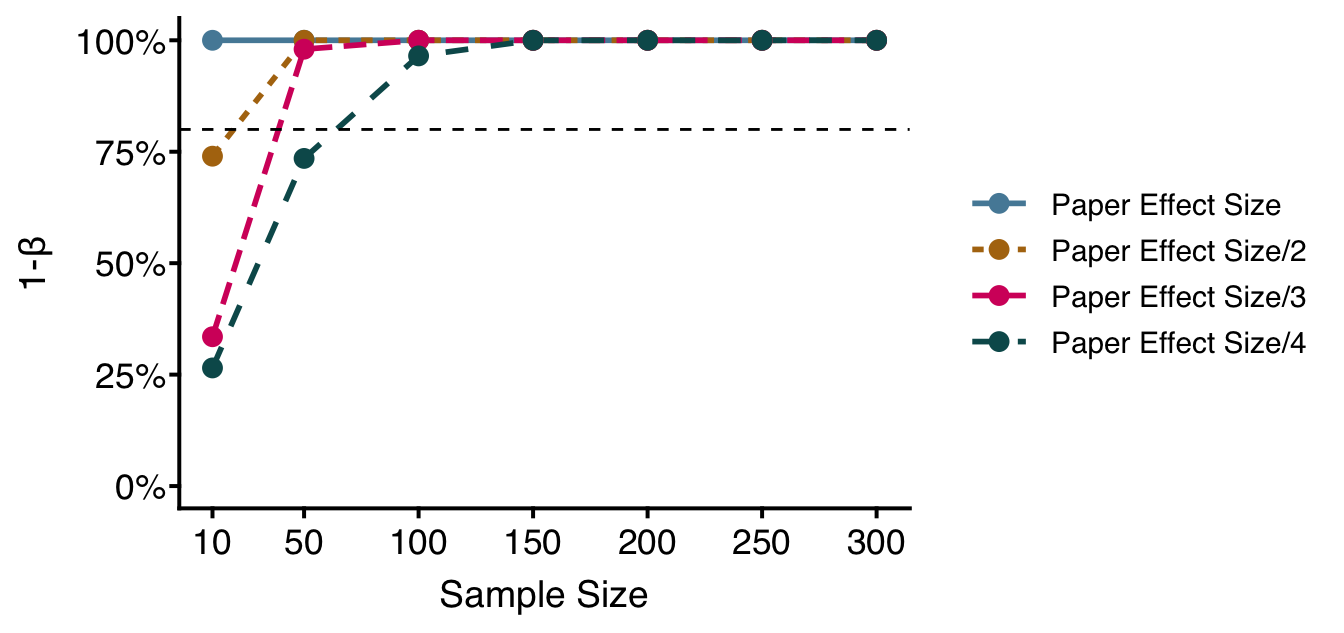 100%
75%
50%
25%
0%
1-β
10 50 100 150 200 250 300
Sample Size
Paper Effect Size
Paper Effect Size/2
Paper Effect Size/3
Paper Effect Size/4